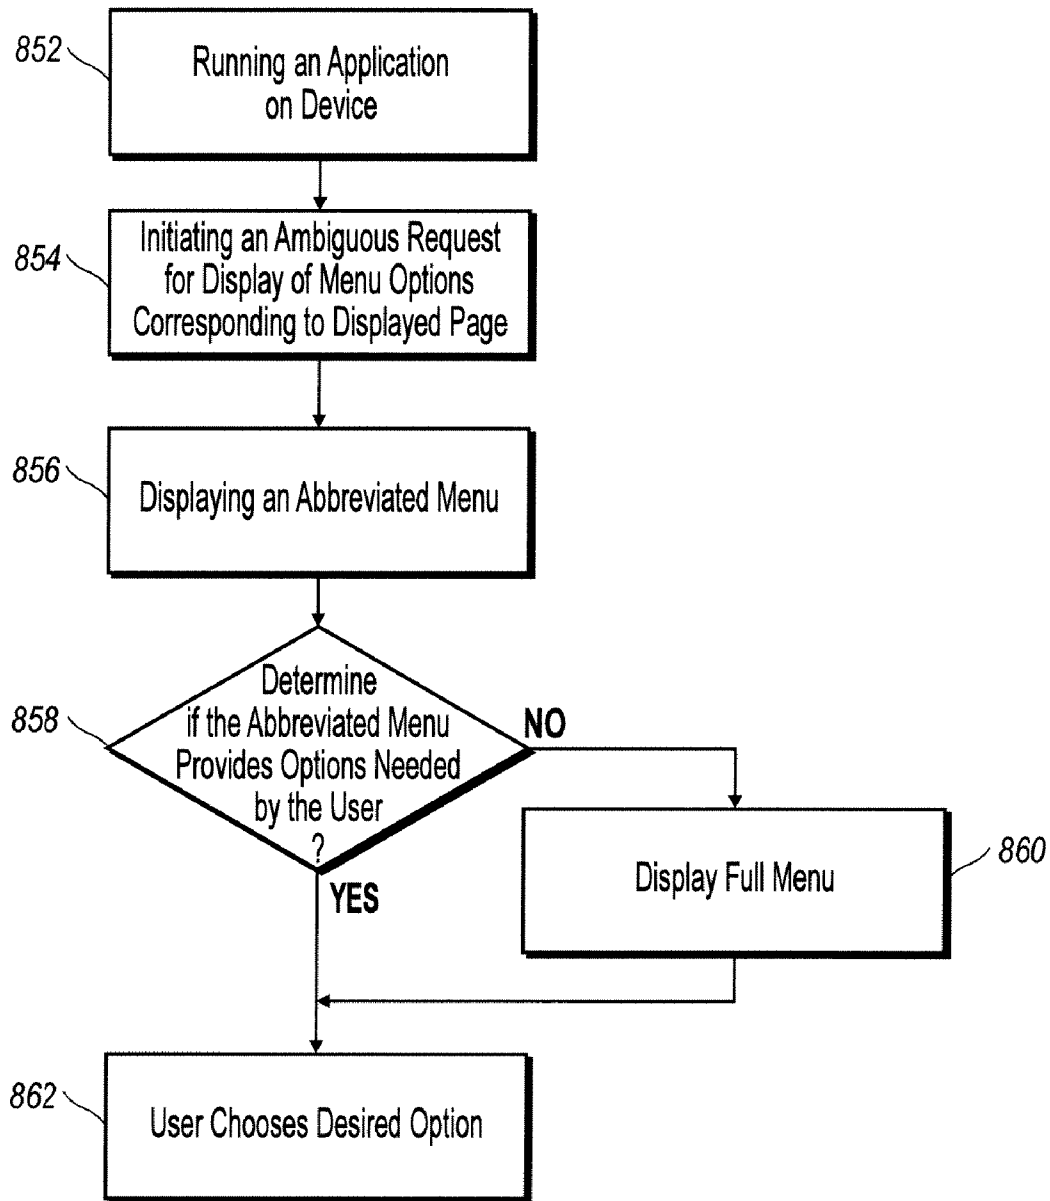 852
Running an Application
on Device
854
Initiating an Ambiguous Request
for Display of Menu Options
Corresponding to Displayed Page
856
Displaying an Abbreviated Menu
858
Determine
if the Abbreviated Menu
Provides Options Needed
by the User
?
NO
YES
Display Full Menu
860
862
User Chooses Desired Option